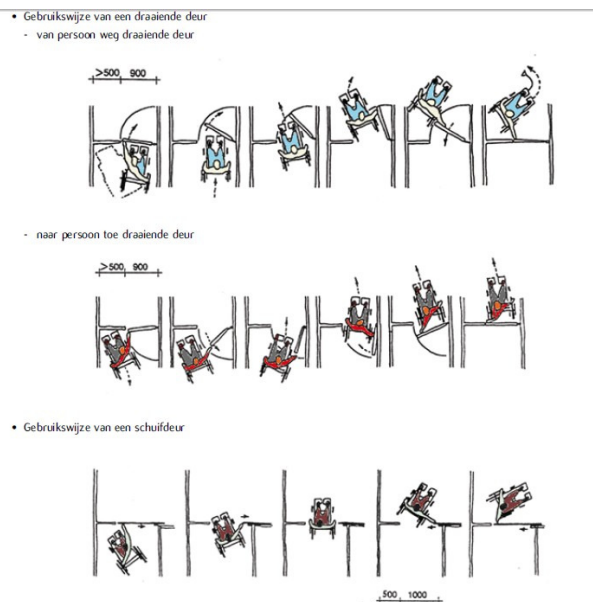 • Gebruikswijze van een draaiende deur
- van persoon weg draaiende deur
>500, 900
- naar persoon toe draaiende deur
>500, 900
• Gebruikswijze van een schuifdeur
500, 1000